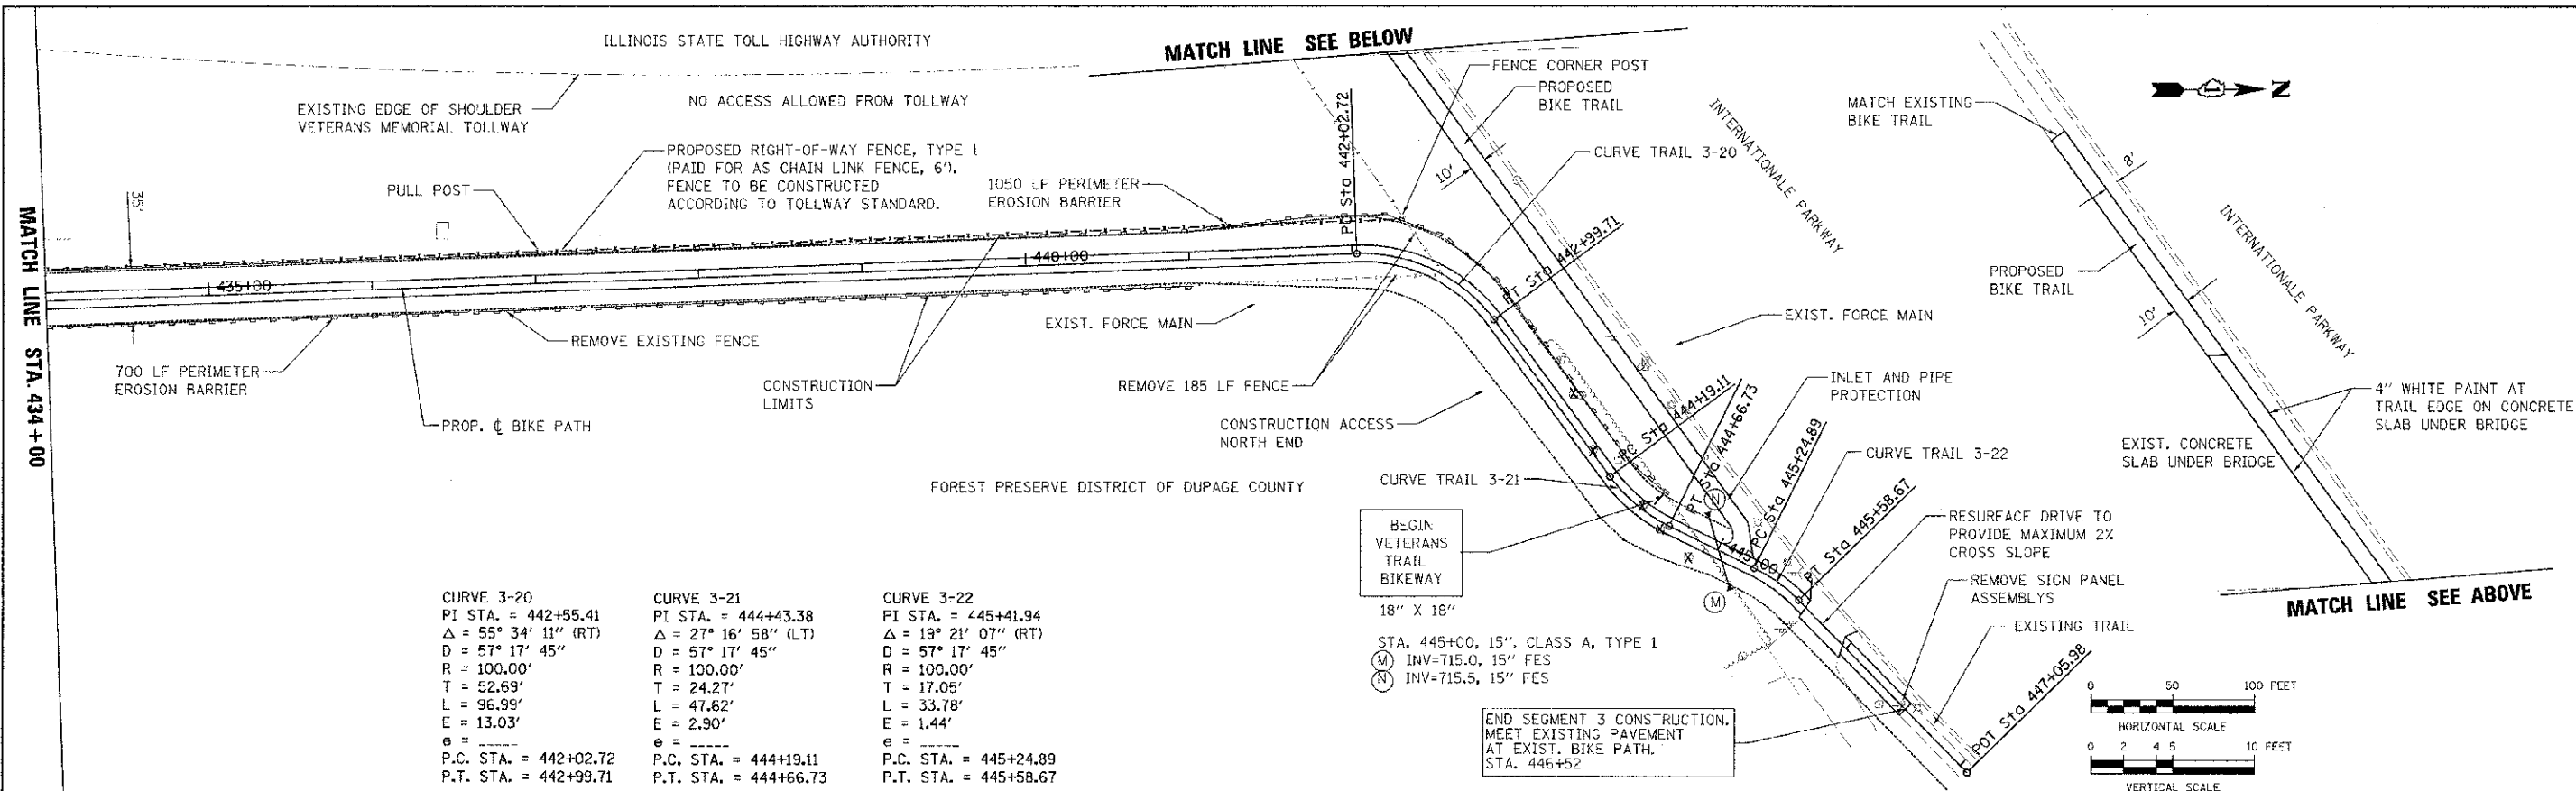 ILLINOIS STATE TOLL HIGHWAY AUTHORITY
MATCH LINE SEE BELOW
NO ACCESS ALLOWED FROM TOLLWAY
EXISTING EDGE OF SHOULDER
VETERANS MEMORIAL TOLLWAY
PROPOSED RIGHT-OF-WAY FENCE, TYPE 1
(PAID FOR AS CHAIN LINK FENCE, 6').
FENCE TO BE CONSTRUCTED
ACCORDING TO TOLLWAY STANDARD.
PULL POST
1050 LF PERIMETER
EROSION BARRIER
35'
MATCH LINE STA. 434+00
435+00
440+00
PC Sta 442+02.72
FENCE CORNER POST
PROPOSED
BIKE TRAIL
10'
CURVE TRAIL 3-20
INTERNATIONALE PARKWAY
PT Sta 442+99.71
EXIST. FORCE MAIN
EXIST. FORCE MAIN
REMOVE EXISTING FENCE
700 LF PERIMETER
EROSION BARRIER
PROP. ℄ BIKE PATH
CONSTRUCTION
LIMITS
REMOVE 185 LF FENCE
CONSTRUCTION ACCESS
NORTH END
FOREST PRESERVE DISTRICT OF DUPAGE COUNTY
CURVE TRAIL 3-21
PC Sta 444+19.11
PT Sta 444+66.73
INLET AND PIPE
PROTECTION
PC Sta 445+24.89
CURVE TRAIL 3-22
PT Sta 445+58.67
445+00
N
M
BEGIN
VETERANS
TRAIL
BIKEWAY
18" X 18"
STA. 445+00, 15", CLASS A, TYPE 1
M INV=715.0, 15" FES
N INV=715.5, 15" FES
RESURFACE DRIVE TO
PROVIDE MAXIMUM 2%
CROSS SLOPE
REMOVE SIGN PANEL
ASSEMBLYS
EXISTING TRAIL
POT Sta 447+05.98
END SEGMENT 3 CONSTRUCTION.
MEET EXISTING PAVEMENT
AT EXIST. BIKE PATH.
STA. 446+52
N
MATCH EXISTING
BIKE TRAIL
8'
INTERNATIONALE PARKWAY
PROPOSED
BIKE TRAIL
10'
4" WHITE PAINT AT
TRAIL EDGE ON CONCRETE
SLAB UNDER BRIDGE
EXIST. CONCRETE
SLAB UNDER BRIDGE
MATCH LINE SEE ABOVE
0 50 100 FEET
HORIZONTAL SCALE
0 2 4 5 10 FEET
VERTICAL SCALE
CURVE 3-20
PI STA. = 442+55.41
Δ = 55° 34' 11" (RT)
D = 57° 17' 45"
R = 100.00'
T = 52.69'
L = 96.99'
E = 13.03'
e = _____
P.C. STA. = 442+02.72
P.T. STA. = 442+99.71
CURVE 3-21
PI STA. = 444+43.38
Δ = 27° 16' 58" (LT)
D = 57° 17' 45"
R = 100.00'
T = 24.27'
L = 47.62'
E = 2.90'
e = _____
P.C. STA. = 444+19.11
P.T. STA. = 444+66.73
CURVE 3-22
PI STA. = 445+41.94
Δ = 19° 21' 07" (RT)
D = 57° 17' 45"
R = 100.00'
T = 17.05'
L = 33.78'
E = 1.44'
e = _____
P.C. STA. = 445+24.89
P.T. STA. = 445+58.67